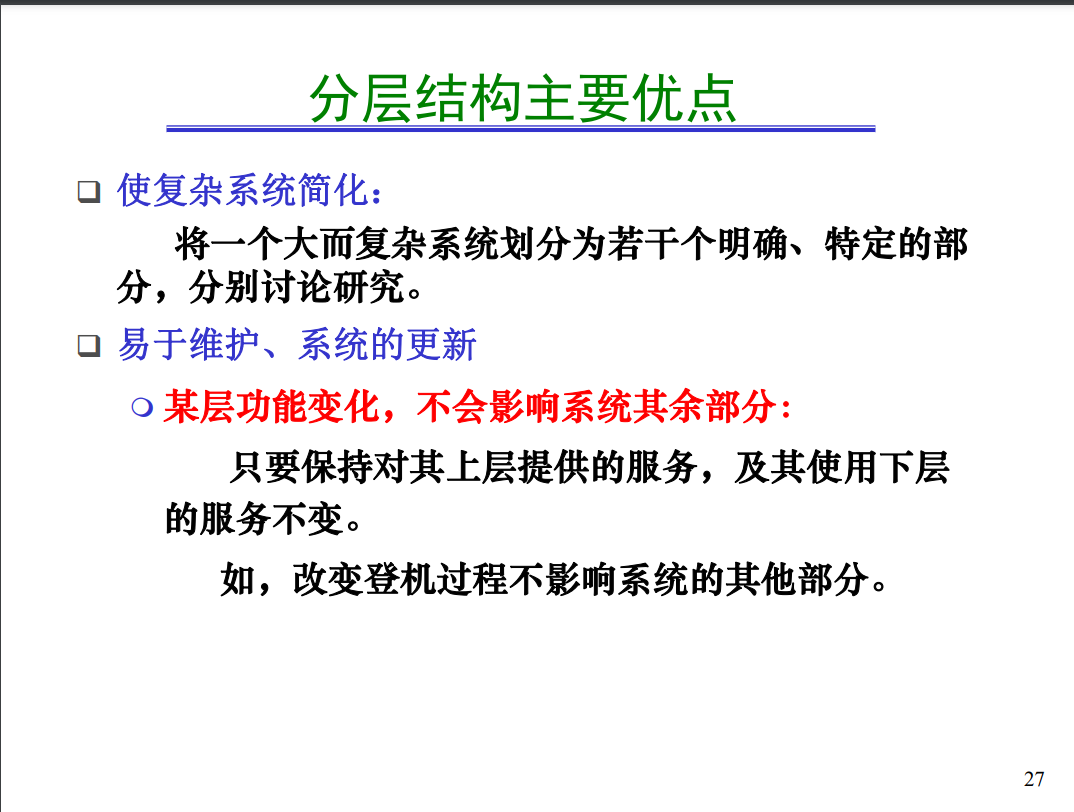 分层结构主要优点
使复杂系统简化：
将一个大而复杂系统划分为若干个明确、特定的部
分，分别讨论研究。
易于维护、系统的更新
某层功能变化，不会影响系统其余部分：
只要保持对其上层提供的服务，及其使用下层
的服务不变。
如，改变登机过程不影响系统的其他部分。
27